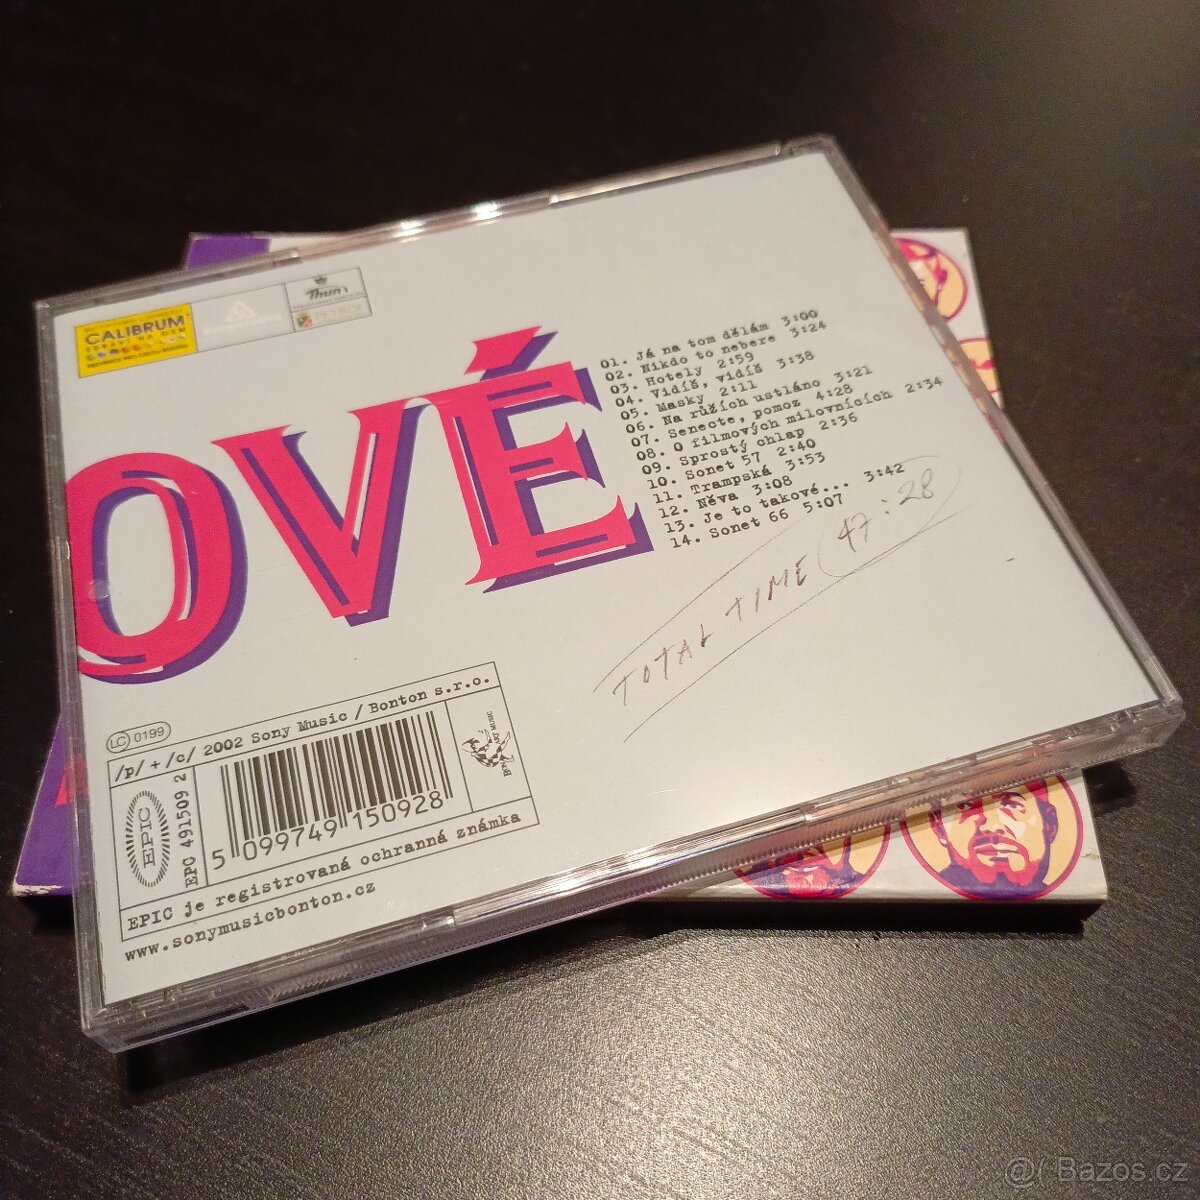 CALIBRUM
Thun
PETROF
OVÉ
01. Já na tom dělám 3:00
02. Nikdo to nebere 3:24
03. Hotely 2:59
04. Vidíš, vidíš 3:38
05. Masky 2:11
06. Na růžích ustláno 3:21
07. Senecte, pomoz 4:28
08. O filmových milovnících 2:34
09. Sprostý chlap 2:36
10. Sonet 57 2:40
11. Trampská 3:53
12. Něva 3:08
13. Je to takové... 3:42
14. Sonet 66 5:07
TOTAL TIME 47:28
LC 0199
/p/ + /c/ 2002 Sony Music / Bonton s.r.o.
EPIC
EPC 491509 2
5 099749 150928
EPIC je registrovaná ochranná známka
www.sonymusicbonton.cz
@/ Bazos.cz